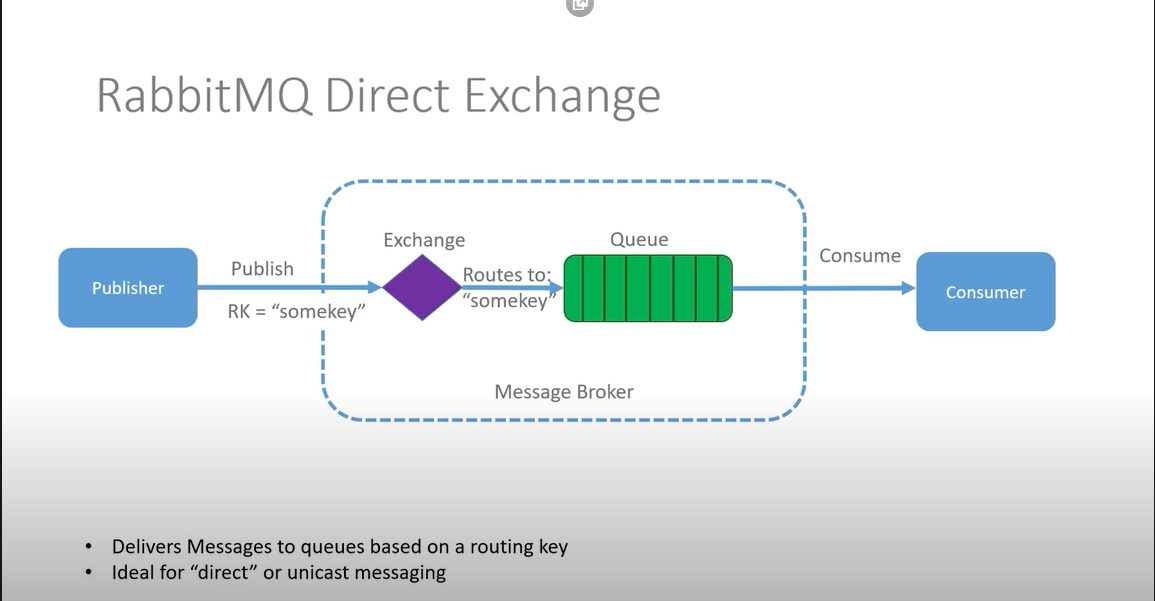 RabbitMQ Direct Exchange
Exchange
Queue
Publish
Consume
Routes to:
Publisher
Consumer
RK = “somekey”
“somekey”
Message Broker
• Delivers Messages to queues based on a routing key
• Ideal for “direct” or unicast messaging